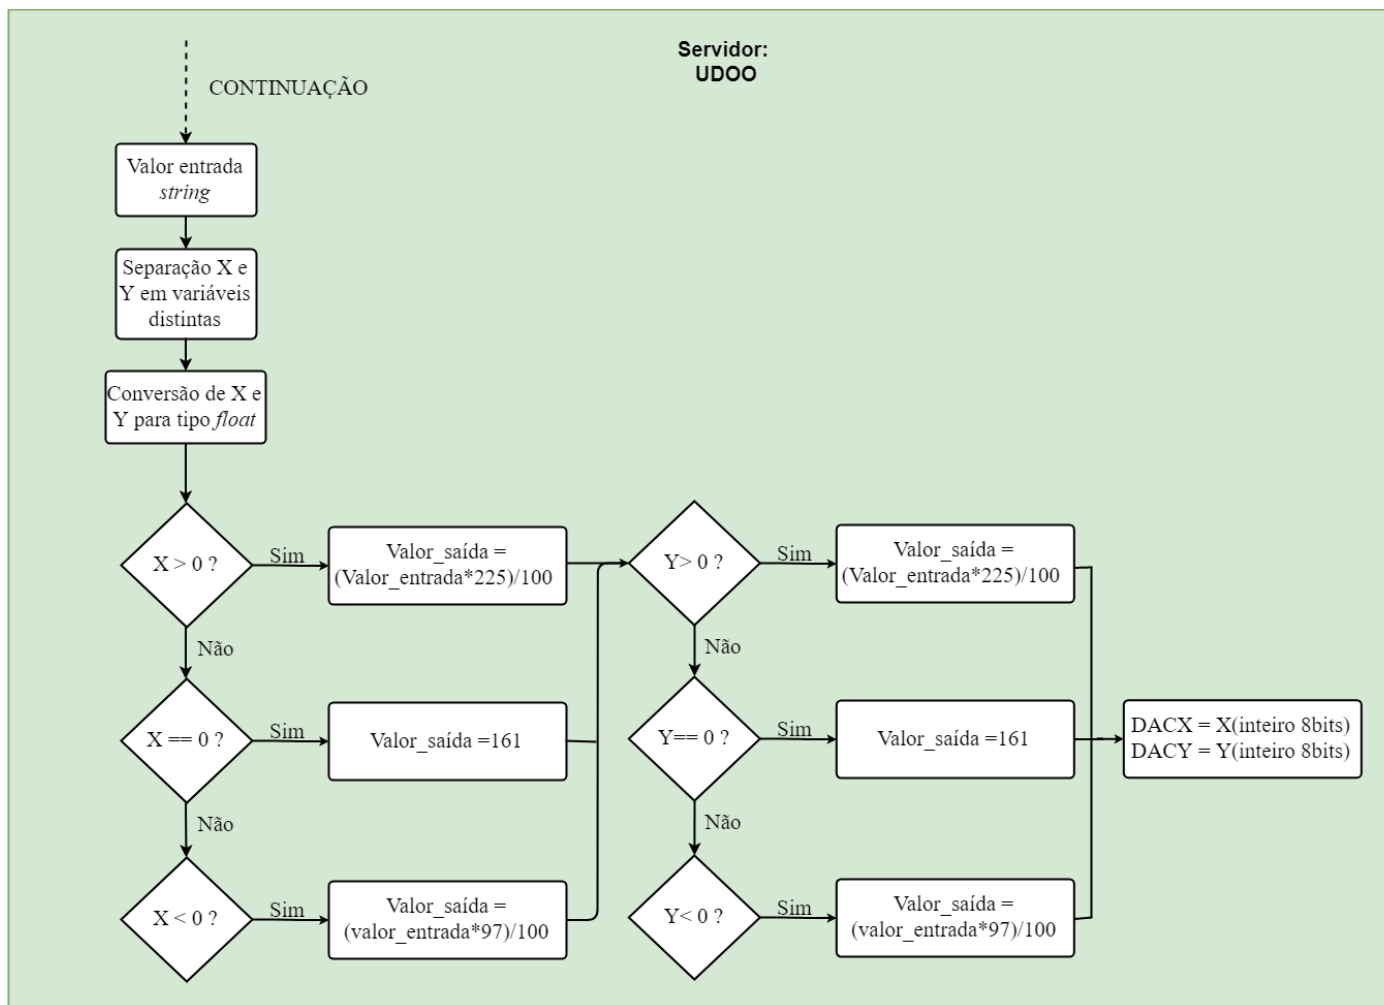 Servidor:
UDOO
CONTINUAÇÃO
Valor entrada
string
Separação X e
Y em variáveis
distintas
Conversão de X e
Y para tipo float
X > 0 ?
Sim
Valor_saída =
(Valor_entrada*225)/100
Y> 0 ?
Sim
Valor_saída =
(Valor_entrada*225)/100
Não
Não
X == 0 ?
Sim
Valor_saída =161
Y== 0 ?
Sim
Valor_saída =161
DACX = X(inteiro 8bits)
DACY = Y(inteiro 8bits)
Não
Não
X < 0 ?
Sim
Valor_saída =
(valor_entrada*97)/100
Y< 0 ?
Sim
Valor_saída =
(valor_entrada*97)/100